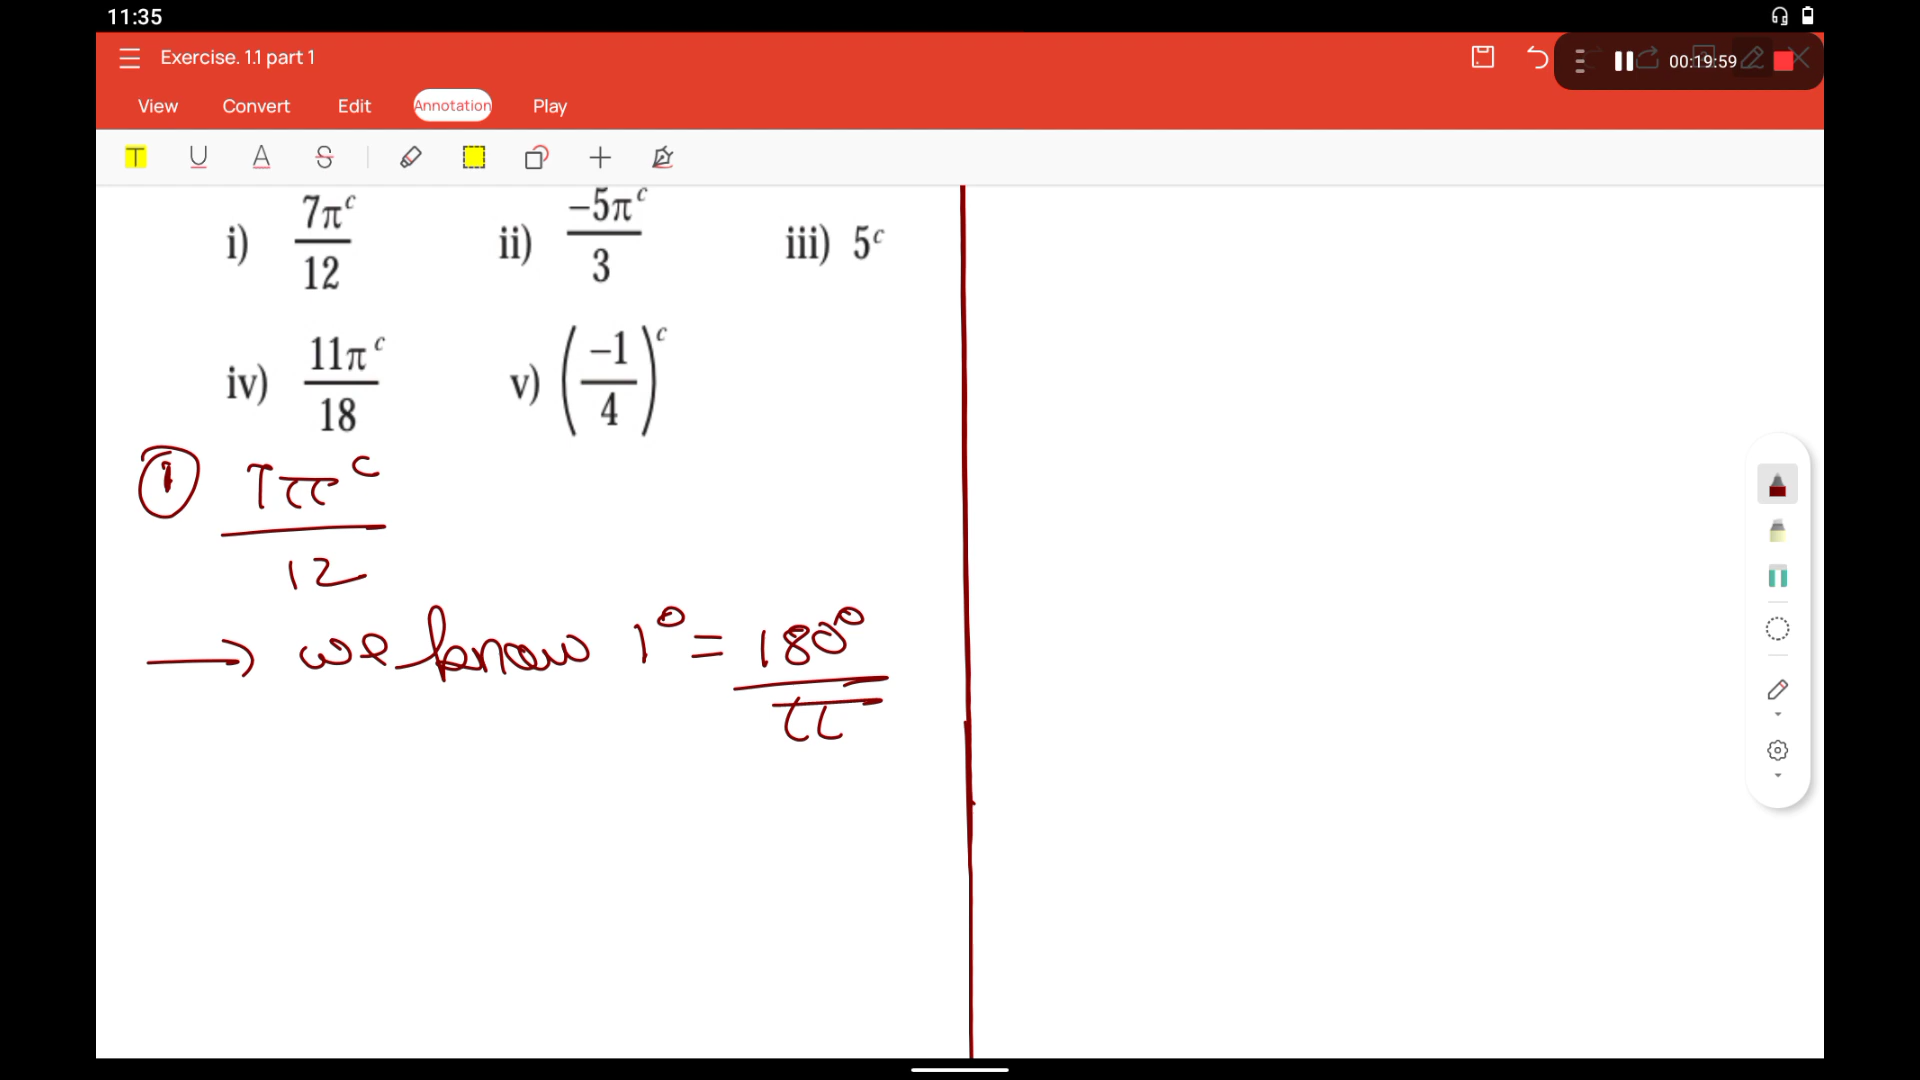 11:35
Exercise. 1.1 part 1
00:19:59
View Convert Edit Annotation Play
T U A S
i) 7π^c/12 ii) −5π^c/3 iii) 5^c
iv) 11π^c/18 v) (−1/4)^c
① 7π^c/12
→ we know 1° = 180°/π